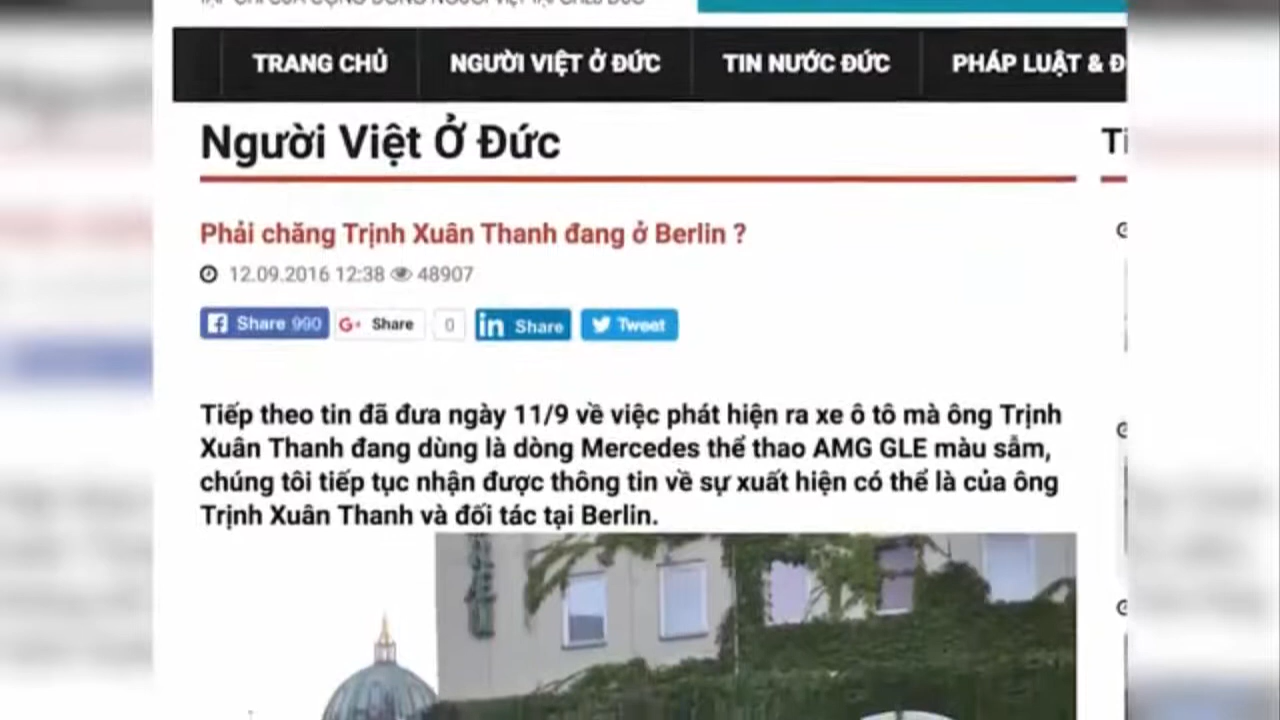 TRANG CHỦ NGƯỜI VIỆT Ở ĐỨC TIN NƯỚC ĐỨC PHÁP LUẬT & Đ
Người Việt Ở Đức
Phải chăng Trịnh Xuân Thanh đang ở Berlin ?
12.09.2016 12:38 48907
Share 990 G+ Share 0 in Share Tweet
Tiếp theo tin đã đưa ngày 11/9 về việc phát hiện ra xe ô tô mà ông Trịnh
Xuân Thanh đang dùng là dòng Mercedes thể thao AMG GLE màu sẫm,
chúng tôi tiếp tục nhận được thông tin về sự xuất hiện có thể là của ông
Trịnh Xuân Thanh và đối tác tại Berlin.